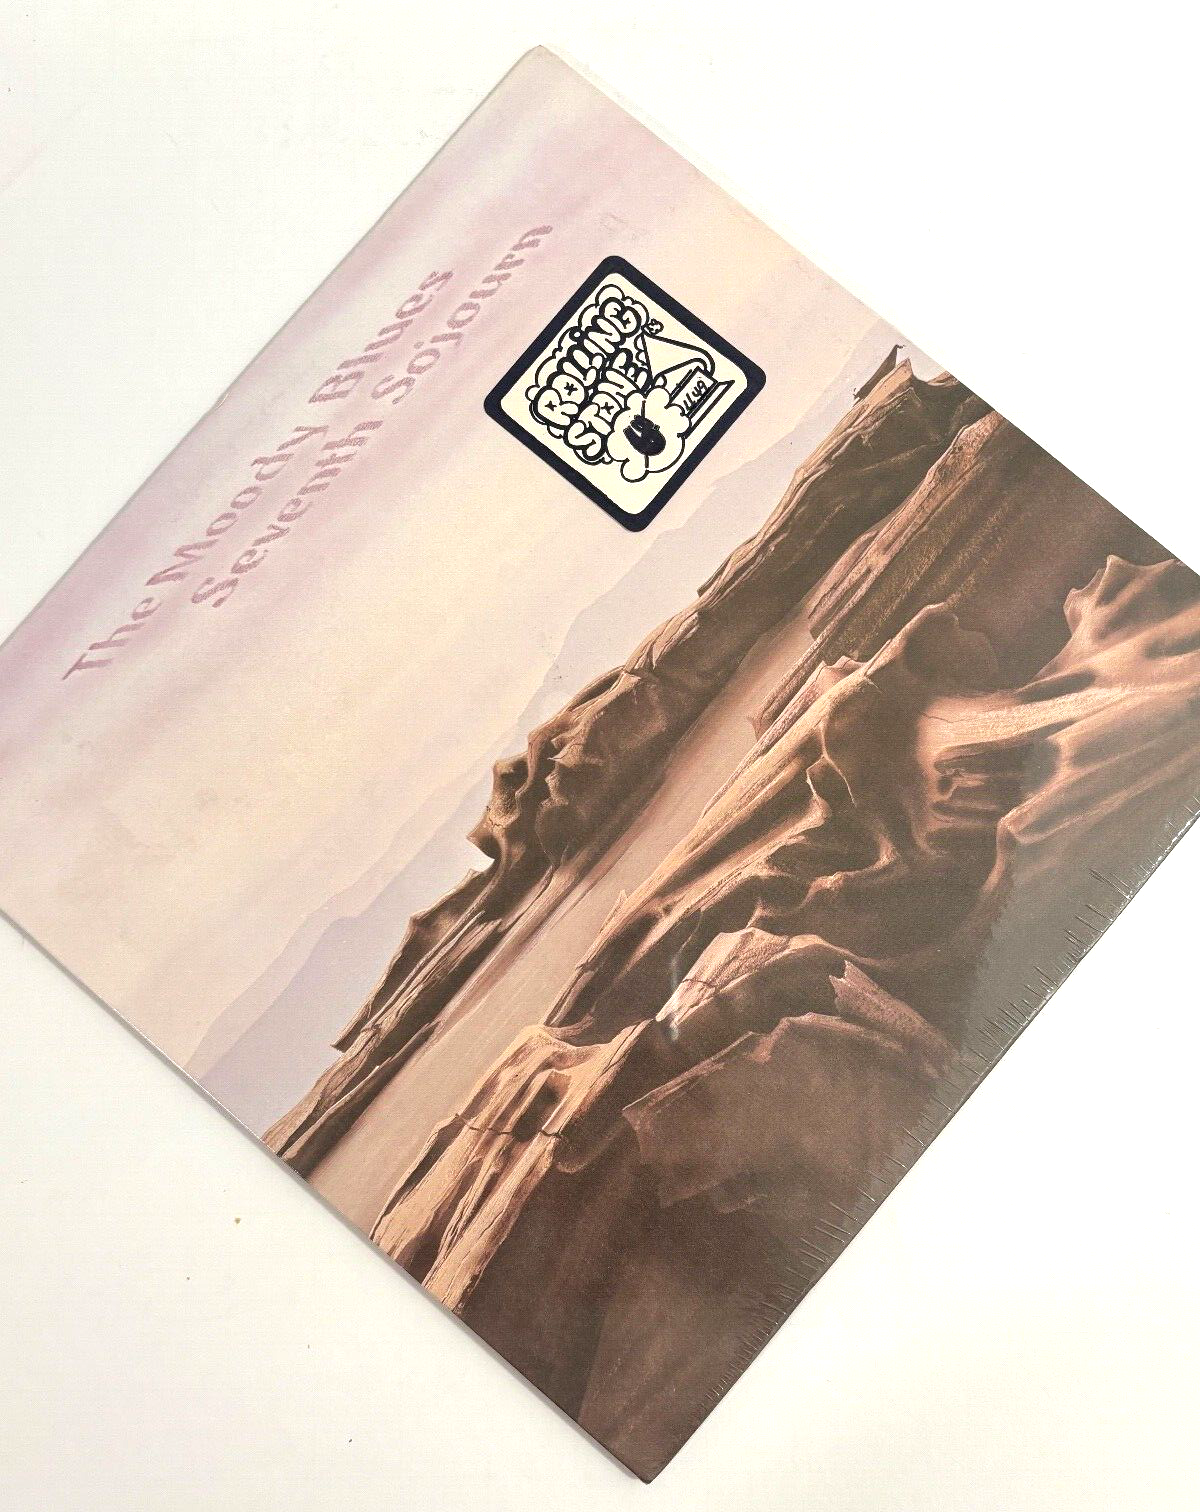 The Moody Blues
Seventh Sojourn
ROLLING
STONE